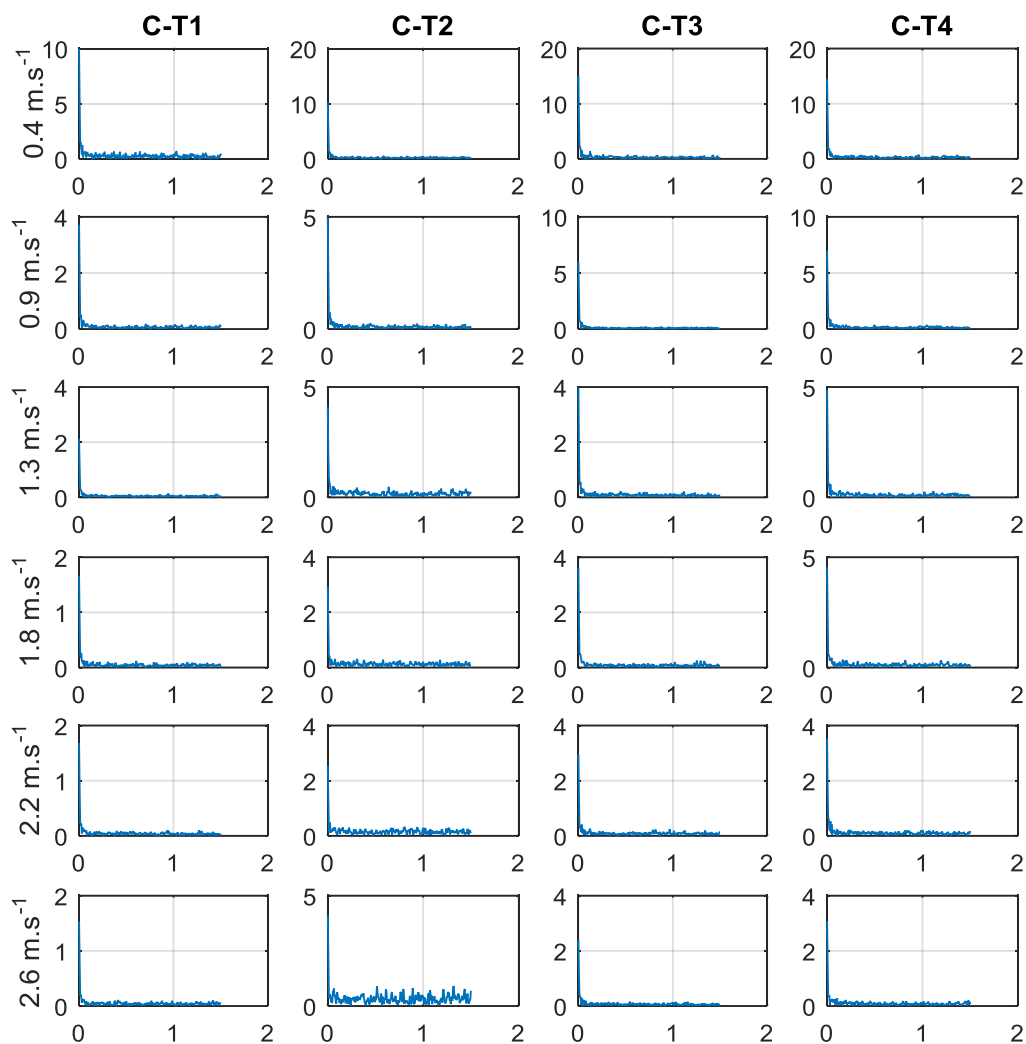 C-T1 C-T2 C-T3 C-T4
10 20 20 20
5 10 10 10
0.4 m.s-1
0 0 0 0
0 1 2 0 1 2 0 1 2 0 1 2
4 5 10 10
2 5 5
0.9 m.s-1
0 0 0 0
0 1 2 0 1 2 0 1 2 0 1 2
4 5 4 5
2 2
1.3 m.s-1
0 0 0 0
0 1 2 0 1 2 0 1 2 0 1 2
2 4 4 5
1 2 2
1.8 m.s-1
0 0 0 0
0 1 2 0 1 2 0 1 2 0 1 2
2 4 4 4
1 2 2 2
2.2 m.s-1
0 0 0 0
0 1 2 0 1 2 0 1 2 0 1 2
2 5 4 4
1 2 2
2.6 m.s-1
0 0 0 0
0 1 2 0 1 2 0 1 2 0 1 2